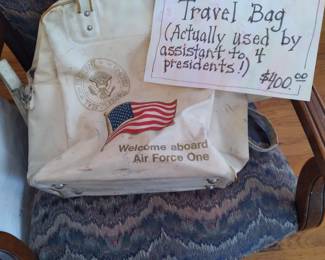 Travel Bag
(Actually used by
assistant to 4
presidents!)
$400.00
Welcome aboard
Air Force One